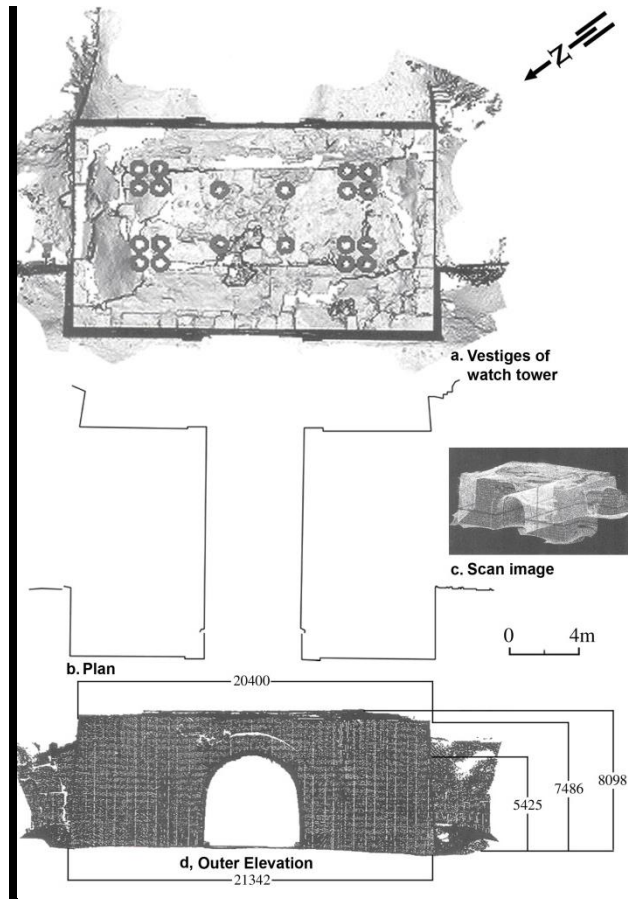 N
a. Vestiges of
watch tower
c. Scan image
0 4m
b. Plan
20400
8098
7486
5425
d, Outer Elevation
21342